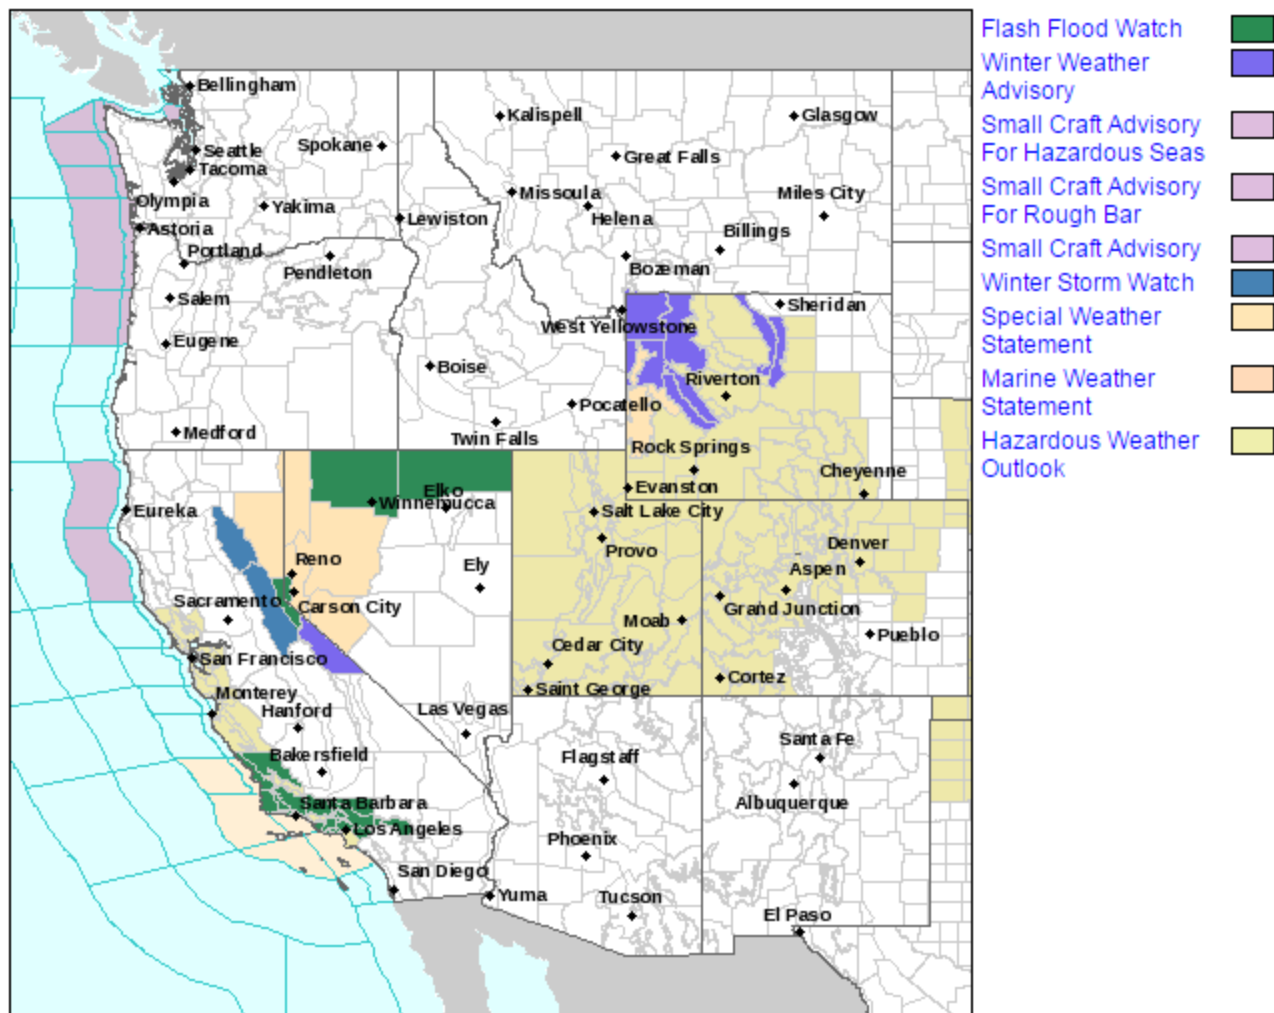 Bellingham
Kalispell
Glasgow
Spokane
Seattle
Great Falls
Tacoma
Missoula
Miles City
Olympia
Yakima
Helena
Lewiston
Astoria
Billings
Portland
Pendleton
Bozeman
Salem
Sheridan
West Yellowstone
Eugene
Boise
Riverton
Pocatello
Medford
Twin Falls
Rock Springs
Cheyenne
Elko
Evanston
Winnemucca
Eureka
Salt Lake City
Denver
Provo
Reno
Ely
Aspen
Sacramento
Carson City
Grand Junction
Moab
Pueblo
Cedar City
San Francisco
Cortez
Saint George
Monterey
Hanford
Las Vegas
Santa Fe
Bakersfield
Flagstaff
Santa Barbara
Albuquerque
Los Angeles
Phoenix
San Diego
Yuma
Tucson
El Paso
Flash Flood Watch
Winter Weather
Advisory
Small Craft Advisory
For Hazardous Seas
Small Craft Advisory
For Rough Bar
Small Craft Advisory
Winter Storm Watch
Special Weather
Statement
Marine Weather
Statement
Hazardous Weather
Outlook